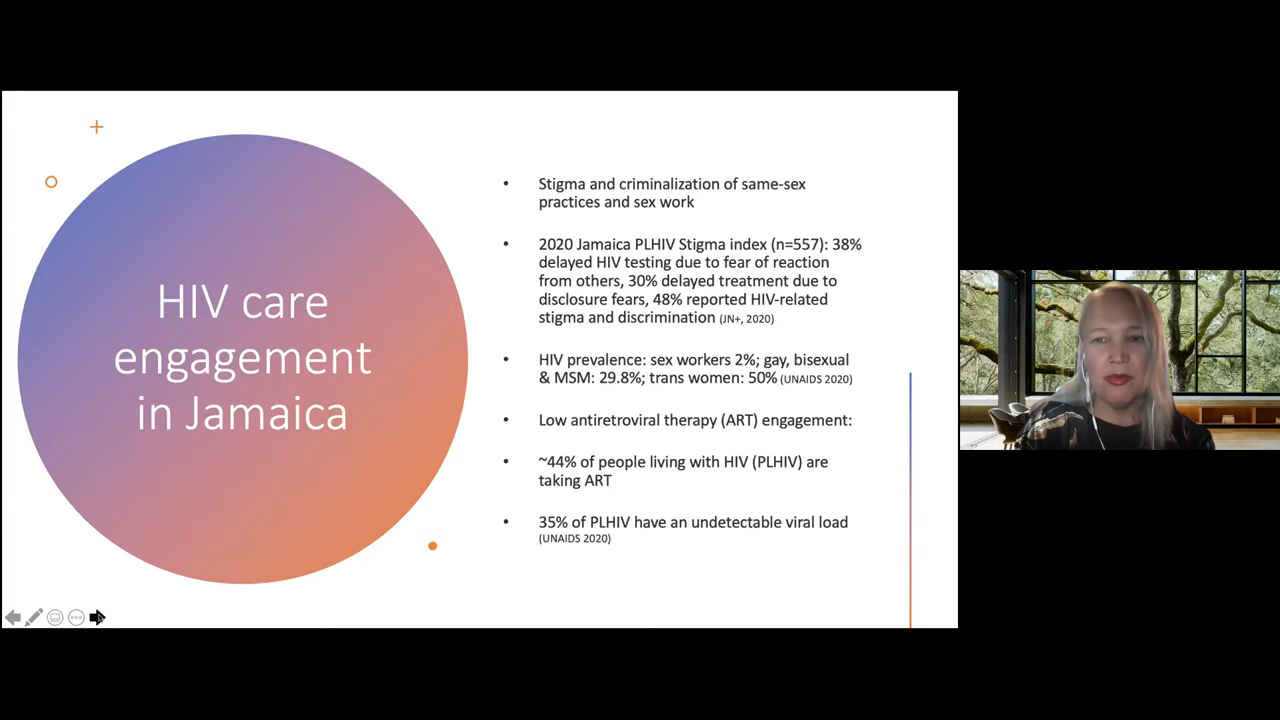 HIV care
engagement
in Jamaica
• Stigma and criminalization of same-sex
practices and sex work
• 2020 Jamaica PLHIV Stigma index (n=557): 38%
delayed HIV testing due to fear of reaction
from others, 30% delayed treatment due to
disclosure fears, 48% reported HIV-related
stigma and discrimination (JN+, 2020)
• HIV prevalence: sex workers 2%; gay, bisexual
& MSM: 29.8%; trans women: 50% (UNAIDS 2020)
• Low antiretroviral therapy (ART) engagement:
• ~44% of people living with HIV (PLHIV) are
taking ART
• 35% of PLHIV have an undetectable viral load
(UNAIDS 2020)